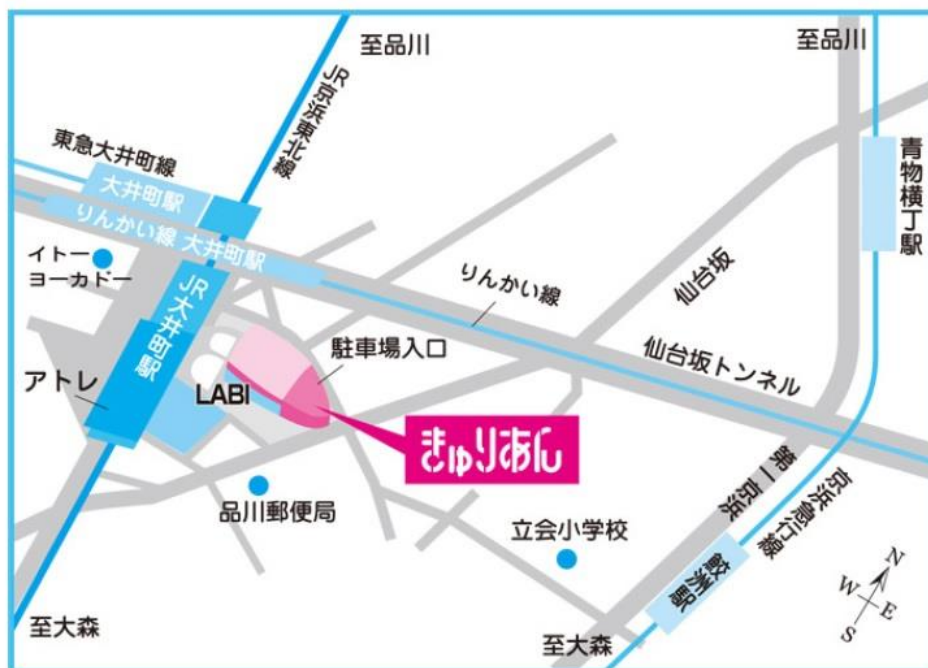 至品川
至品川
JR京浜東北線
東急大井町線
大井町駅
りんかい線 大井町駅
青物横丁駅
イトー
ヨーカドー
JR大井町駅
りんかい線
仙台坂
駐車場入口
仙台坂トンネル
アトレ
LABI
きゅりあん
第一京浜
京浜急行線
品川郵便局
立会小学校
鮫洲駅
N
W
E
S
至大森
至大森